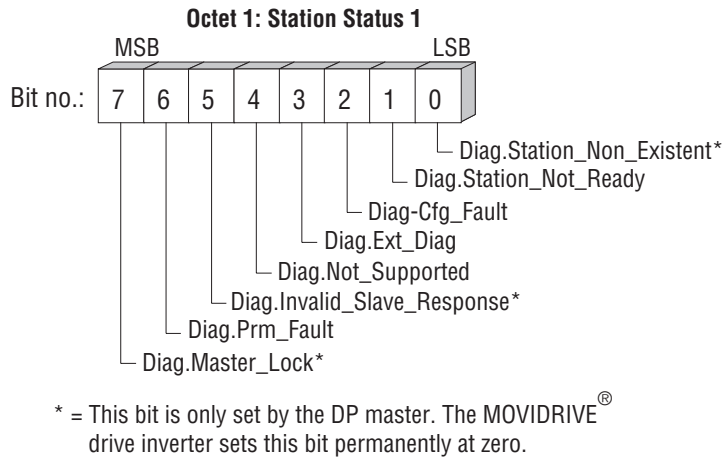 Octet 1: Station Status 1
MSB LSB
Bit no.: 7 6 5 4 3 2 1 0
Diag.Station_Non_Existent*
Diag.Station_Not_Ready
Diag-Cfg_Fault
Diag.Ext_Diag
Diag.Not_Supported
Diag.Invalid_Slave_Response*
Diag.Prm_Fault
Diag.Master_Lock*
* = This bit is only set by the DP master. The MOVIDRIVE®
drive inverter sets this bit permanently at zero.